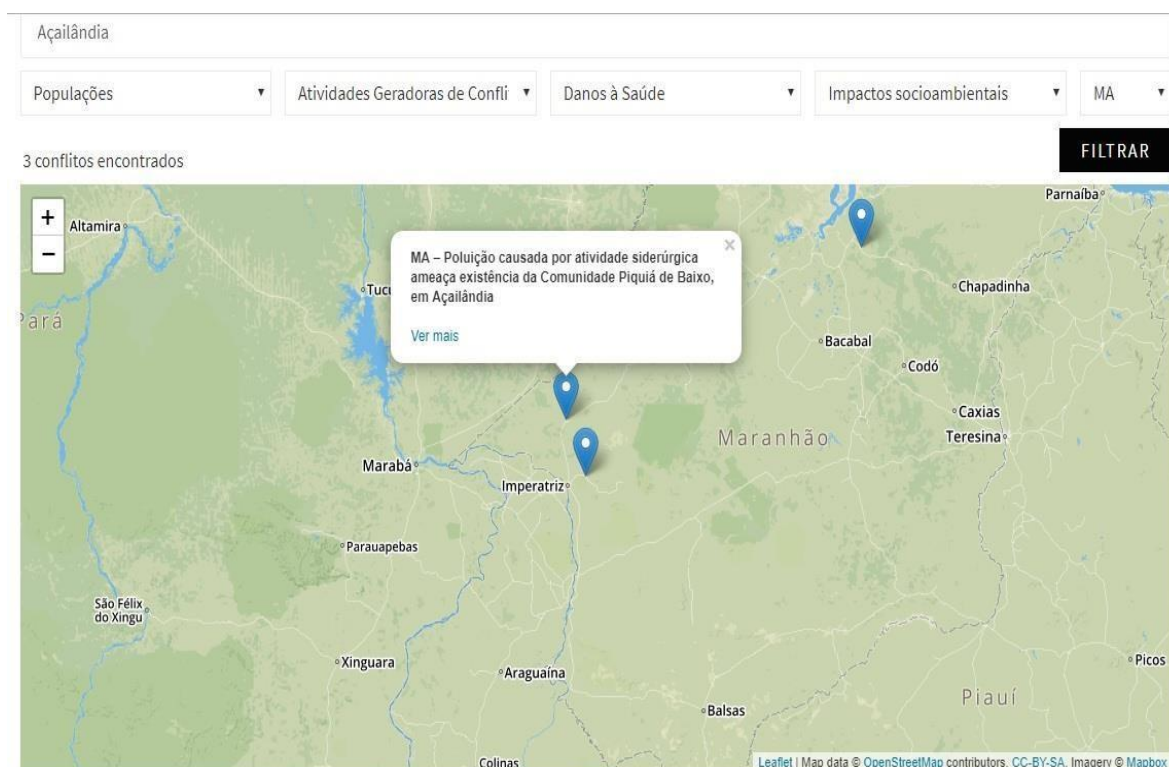 Açailândia
Populações
Atividades Geradoras de Confli
Danos à Saúde
Impactos socioambientais
MA
3 conflitos encontrados
FILTRAR
+
−
Altamira
Parnaíba
MA – Poluição causada por atividade siderúrgica
ameaça existência da Comunidade Piquiá de Baixo,
em Açailândia
Ver mais
×
Tucu
Chapadinha
Pará
Bacabal
Codó
Caxias
Maranhão
Teresina
Marabá
Imperatriz
Parauapebas
São Félix
do Xingu
Xinguara
Araguaína
Picos
Piauí
Balsas
Colinas
Leaflet | Map data © OpenStreetMap contributors, CC-BY-SA, Imagery © Mapbox